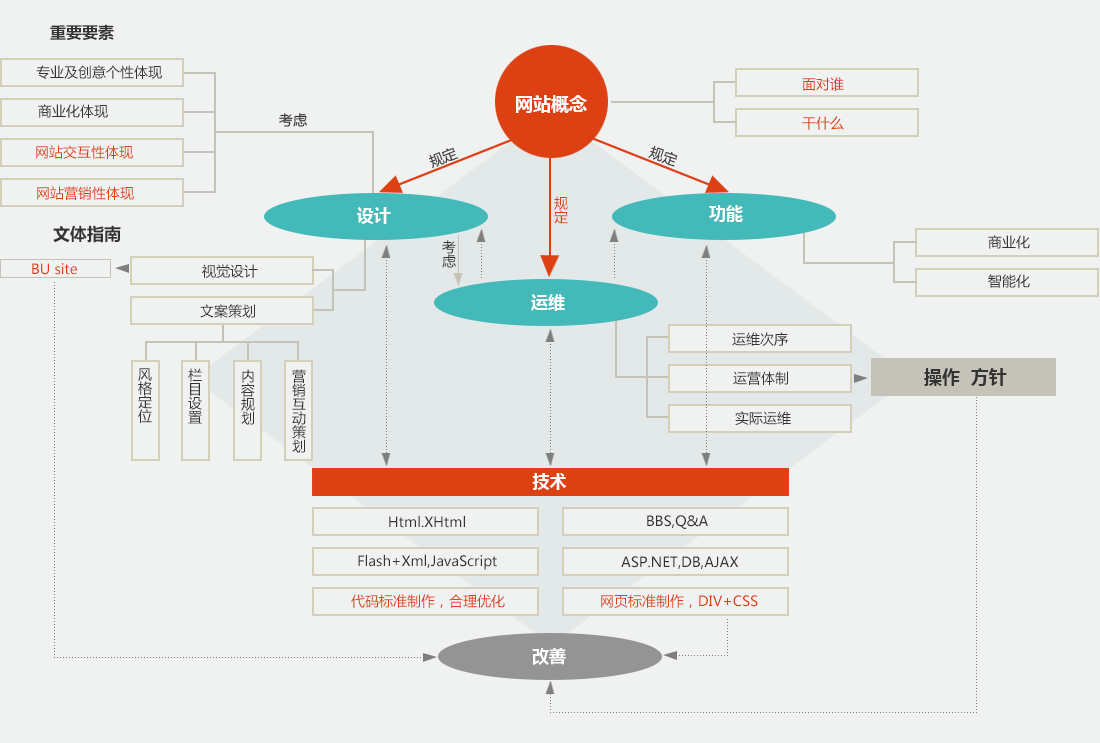 重要要素
专业及创意个性体现
商业化体现
网站交互性体现
网站营销性体现
考虑
网站概念
面对谁
干什么
规定
规定
规定
设计
功能
考虑
运维
商业化
智能化
文体指南
BU site
视觉设计
文案策划
风格定位
栏目设置
内容规划
营销互动策划
运维次序
运营体制
实际运维
操作 方针
技术
Html.XHtml
BBS,Q&A
Flash+Xml,JavaScript
ASP.NET,DB,AJAX
代码标准制作，合理优化
网页标准制作，DIV+CSS
改善